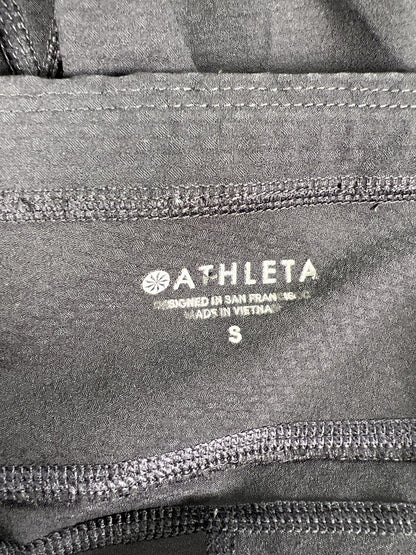 ATHLETA
DESIGNED IN SAN FRANCISCO
MADE IN VIETNAM
S